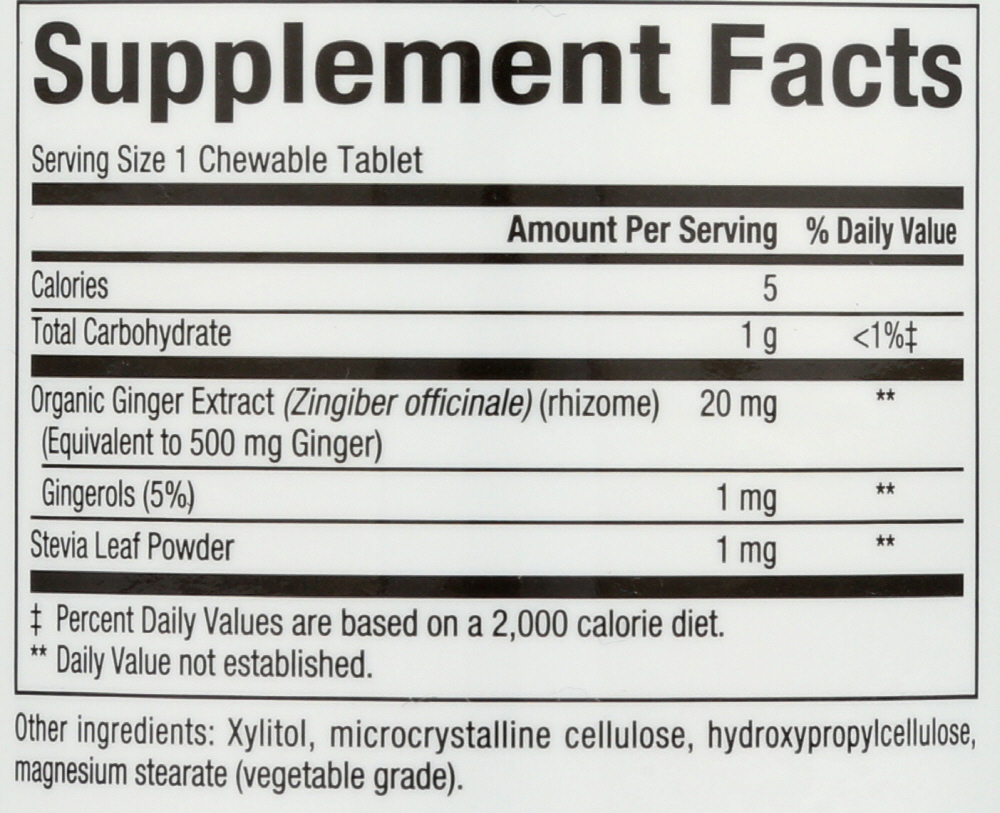 Supplement Facts
Serving Size 1 Chewable Tablet
Amount Per Serving % Daily Value
Calories 5
Total Carbohydrate 1 g <1%‡
Organic Ginger Extract (Zingiber officinale) (rhizome) 20 mg **
(Equivalent to 500 mg Ginger)
Gingerols (5%) 1 mg **
Stevia Leaf Powder 1 mg **
‡ Percent Daily Values are based on a 2,000 calorie diet.
** Daily Value not established.
Other ingredients: Xylitol, microcrystalline cellulose, hydroxypropylcellulose,
magnesium stearate (vegetable grade).